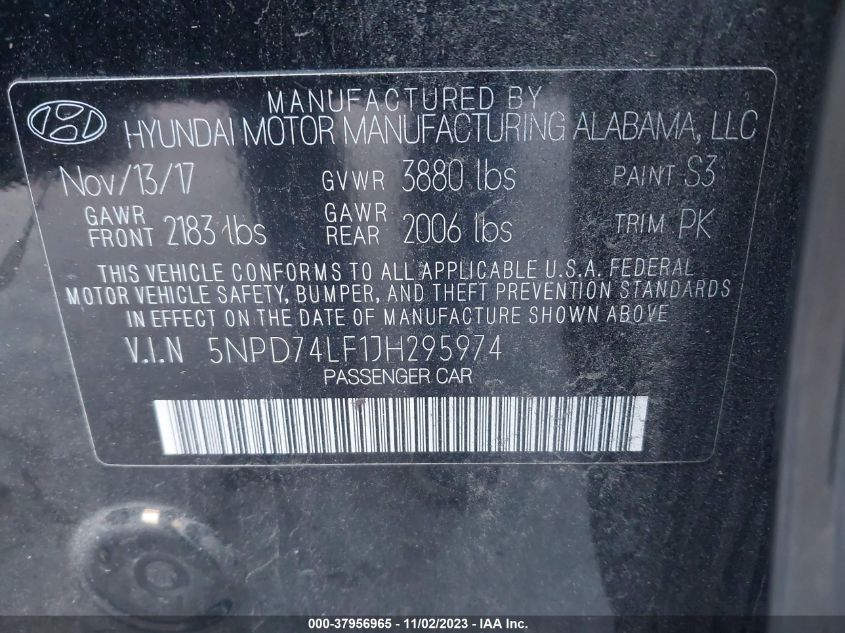 MANUFACTURED BY
HYUNDAI MOTOR MANUFACTURING ALABAMA, LLC
Nov/13/17 GVWR 3880 lbs PAINT S3
GAWR FRONT 2183 lbs GAWR REAR 2006 lbs TRIM PK
THIS VEHICLE CONFORMS TO ALL APPLICABLE U.S.A. FEDERAL
MOTOR VEHICLE SAFETY, BUMPER, AND THEFT PREVENTION STANDARDS
IN EFFECT ON THE DATE OF MANUFACTURE SHOWN ABOVE
V.I.N 5NPD74LF1JH295974
PASSENGER CAR
000-37956965 - 11/02/2023 - IAA Inc.